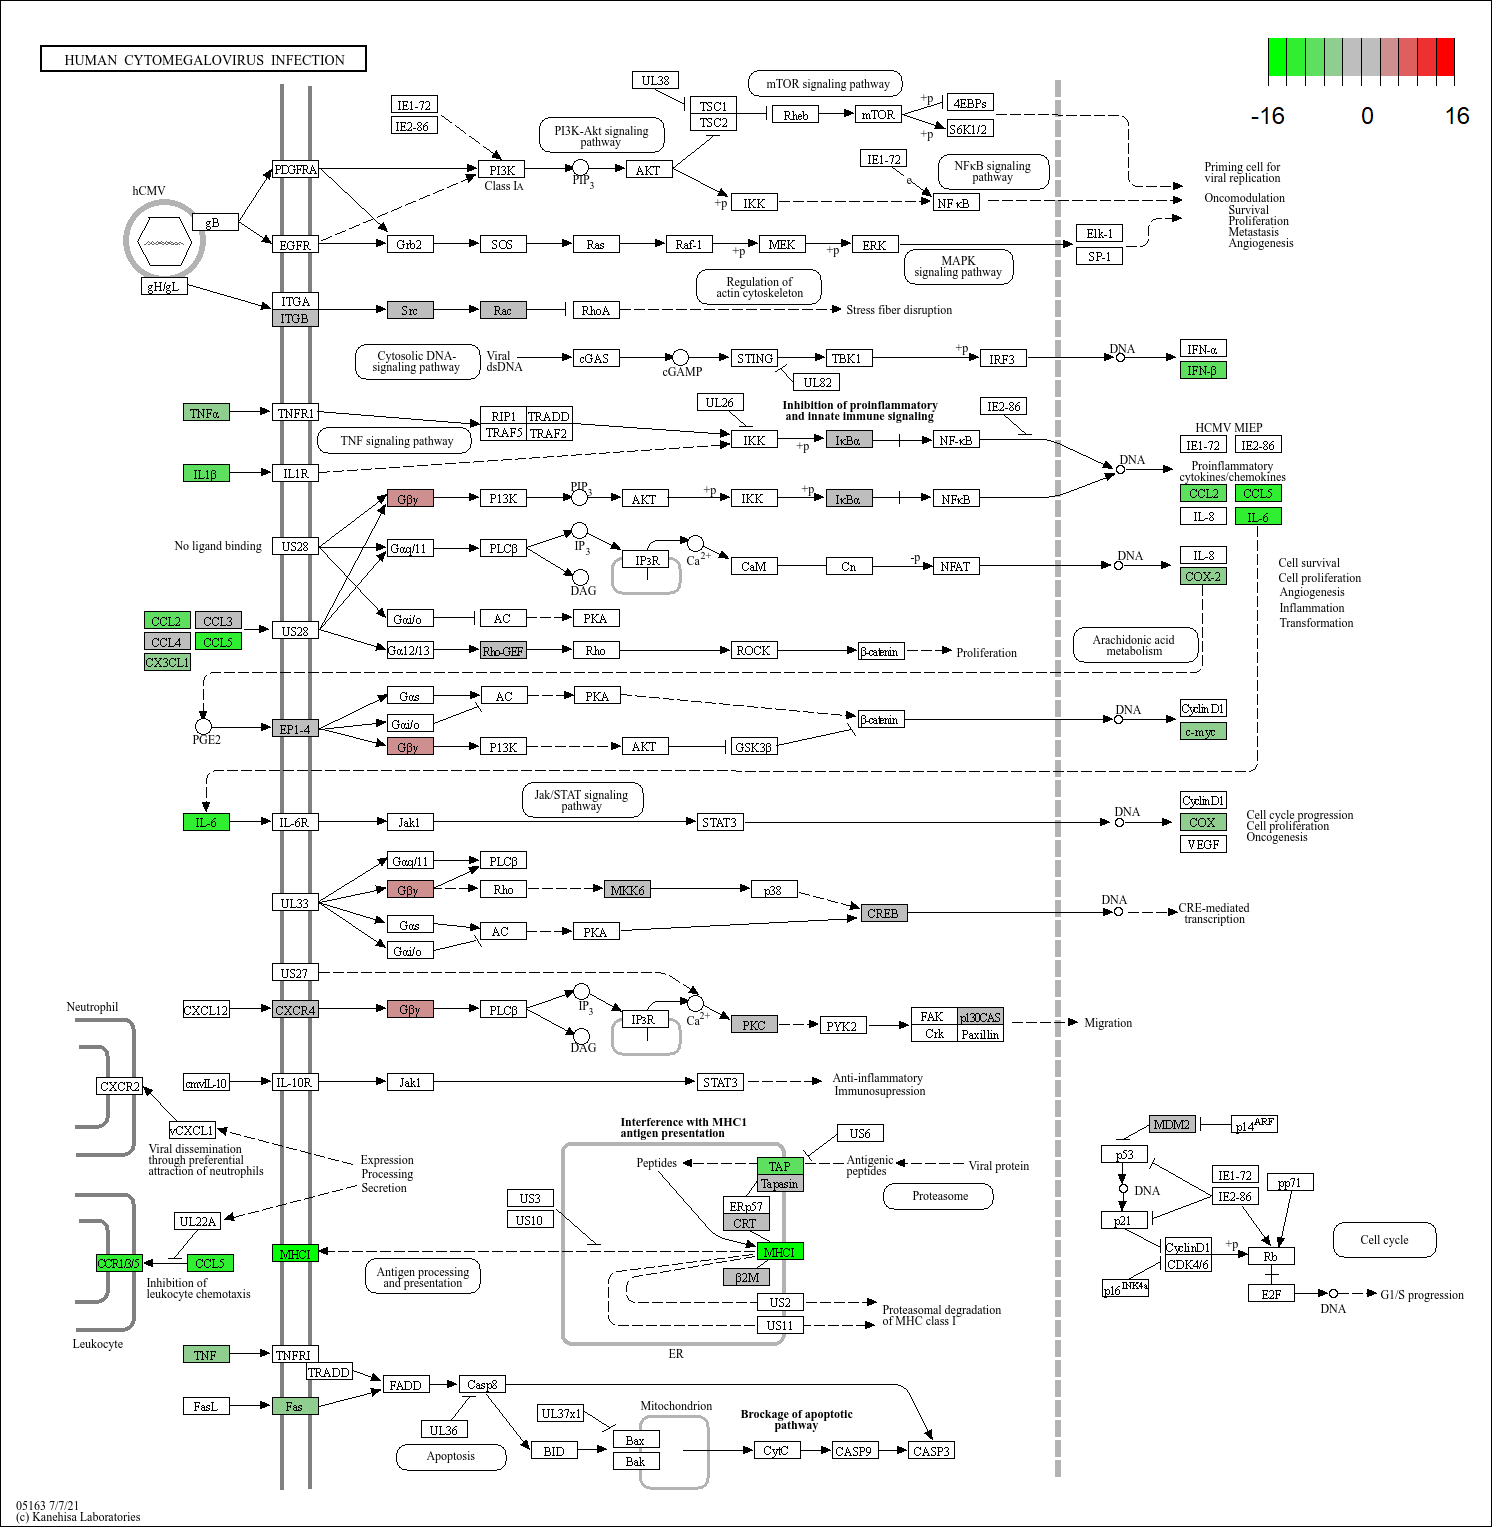 HUMAN CYTOMEGALOVIRUS INFECTION
-16 0 16
UL38
mTOR signaling pathway
IE1-72
IE2-86
PI3K-Akt signaling
pathway
TSC1
TSC2
Rheb
mTOR
+p
4EBPs
S6K1/2
+p
IE1-72
NFκB signaling
pathway
Priming cell for
viral replication
PDGFRA
PI3K
Class IA
PIP3
AKT
hCMV
gB
+p
IKK
e
NFκB
Oncomodulation
Survival
Proliferation
Metastasis
Angiogenesis
EGFR
Grb2
SOS
Ras
Raf-1
+p
MEK
+p
ERK
Elk-1
SP-1
MAPK
signaling pathway
gH/gL
Regulation of
actin cytoskeleton
ITGA
ITGB
Src
Rac
RhoA
Stress fiber disruption
Cytosolic DNA-
signaling pathway
Viral
dsDNA
cGAS
cGAMP
STING
TBK1
+p
IRF3
DNA
IFN-α
IFN-β
UL82
UL26
Inhibition of proinflammatory
and innate immune signaling
IE2-86
TNFα
TNFR1
RIP1
TRADD
TRAF5
TRAF2
TNF signaling pathway
IKK
+p
IκBα
NF-κB
HCMV MIEP
IE1-72
IE2-86
IL1β
IL1R
DNA
Proinflammatory
cytokines/chemokines
CCL2
CCL5
IL-8
IL-6
Gβγ
P13K
PIP3
AKT
+p
IKK
+p
IκBα
NFκB
No ligand binding
US28
Gαq/11
PLCβ
IP3
DAG
IP3R
Ca2+
CaM
Cn
-p
NFAT
DNA
IL-8
COX-2
Cell survival
Cell proliferation
Angiogenesis
Inflammation
Transformation
CCL2
CCL3
CCL4
CCL5
CX3CL1
US28
Gαi/o
AC
PKA
Gα12/13
Rho-GEF
Rho
ROCK
β-catenin
Proliferation
Arachidonic acid
metabolism
Gαs
AC
PKA
PGE2
EP1-4
Gαi/o
Gβγ
P13K
AKT
GSK3β
β-catenin
DNA
CyclinD1
c-myc
Jak/STAT signaling
pathway
IL-6
IL-6R
Jak1
STAT3
DNA
CyclinD1
COX
VEGF
Cell cycle progression
Cell proliferation
Oncogenesis
Gαq/11
PLCβ
Gβγ
Rho
MKK6
p38
UL33
Gαs
AC
PKA
Gαi/o
CREB
DNA
CRE-mediated
transcription
US27
Neutrophil
CXCL12
CXCR4
Gβγ
PLCβ
IP3
DAG
IP3R
Ca2+
PKC
PYK2
FAK
p130CAS
Crk
Paxillin
Migration
CXCR2
cmvIL-10
IL-10R
Jak1
STAT3
Anti-inflammatory
Immunosupression
vCXCL1
Viral dissemination
through preferential
attraction of neutrophils
Expression
Processing
Secretion
Interference with MHC1
antigen presentation
US6
Peptides
TAP
Tapasin
Antigenic
peptides
Viral protein
Proteasome
MDM2
p14ARF
p53
DNA
IE1-72
IE2-86
pp71
p21
UL22A
US3
US10
ERp57
CRT
CCR1/3/5
CCL5
MHCI
MHCI
Antigen processing
and presentation
β2M
Inhibition of
leukocyte chemotaxis
US2
US11
Proteasomal degradation
of MHC class I
CyclinD1
CDK4/6
+p
Rb
Cell cycle
p16INK4a
E2F
DNA
G1/S progression
Leukocyte
ER
TNF
TNFRI
TRADD
FADD
Casp8
FasL
Fas
UL36
Apoptosis
UL37x1
Mitochondrion
Brockage of apoptotic
pathway
BID
Bax
Bak
CytC
CASP9
CASP3
05163 7/7/21
(c) Kanehisa Laboratories